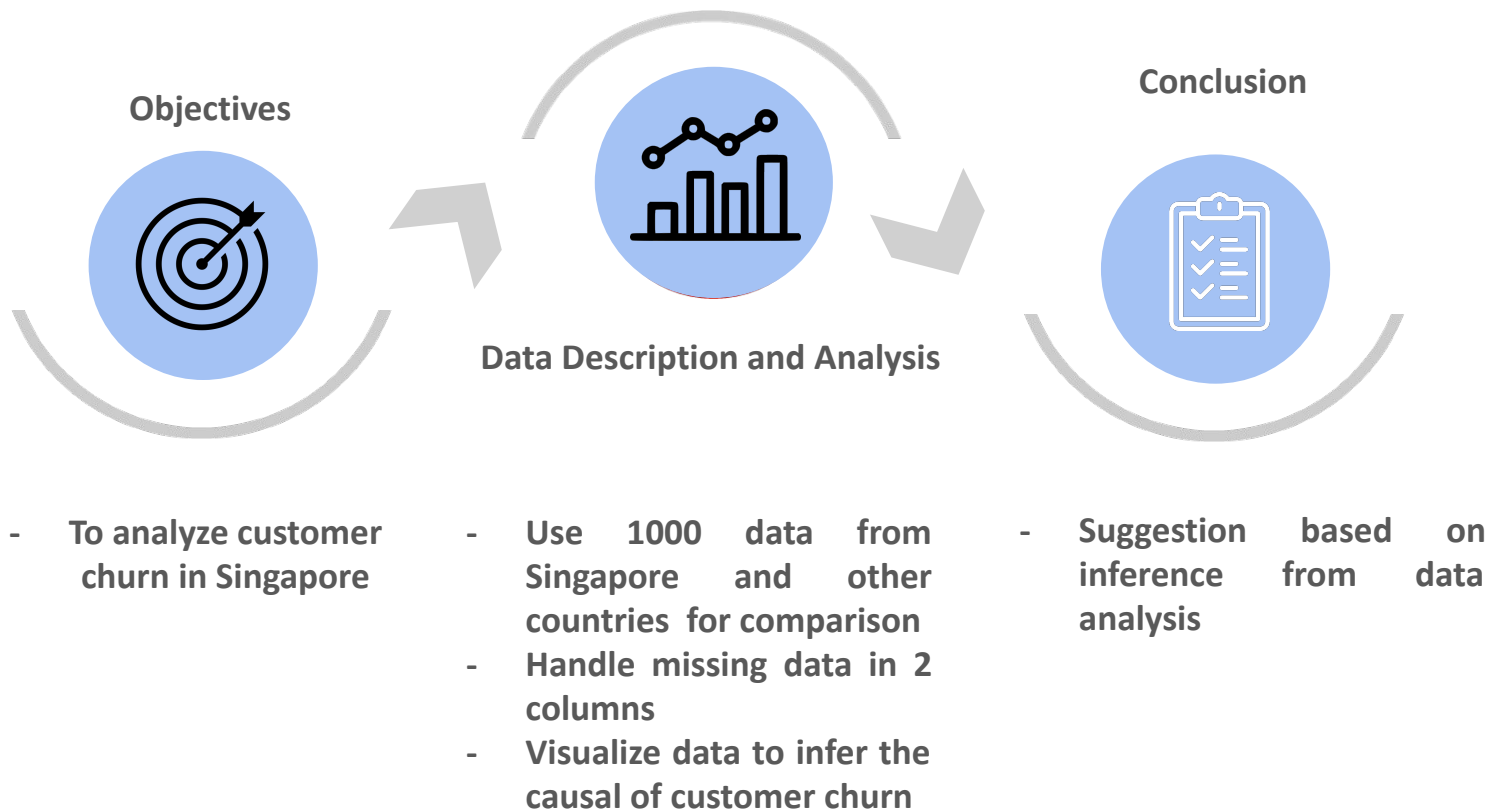 Objectives
- To analyze customer
churn in Singapore
Data Description and Analysis
- Use 1000 data from
Singapore and other
countries for comparison
- Handle missing data in 2
columns
- Visualize data to infer the
causal of customer churn
Conclusion
- Suggestion based on
inference from data
analysis